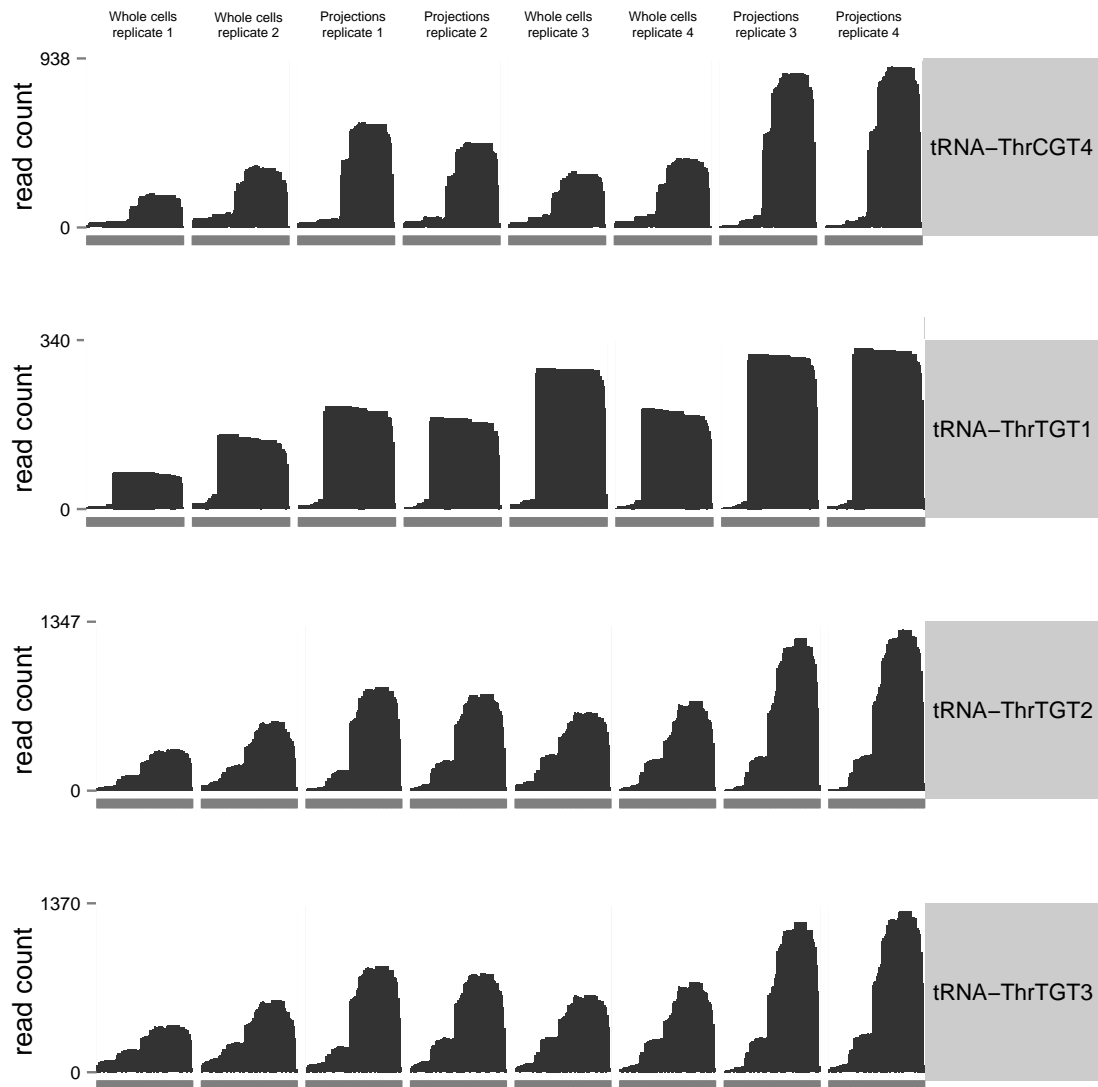 Whole cells
replicate 1
Whole cells
replicate 2
Projections
replicate 1
Projections
replicate 2
Whole cells
replicate 3
Whole cells
replicate 4
Projections
replicate 3
Projections
replicate 4
938
read count
0
tRNA−ThrCGT4
340
read count
0
tRNA−ThrTGT1
1347
read count
0
tRNA−ThrTGT2
1370
read count
0
tRNA−ThrTGT3